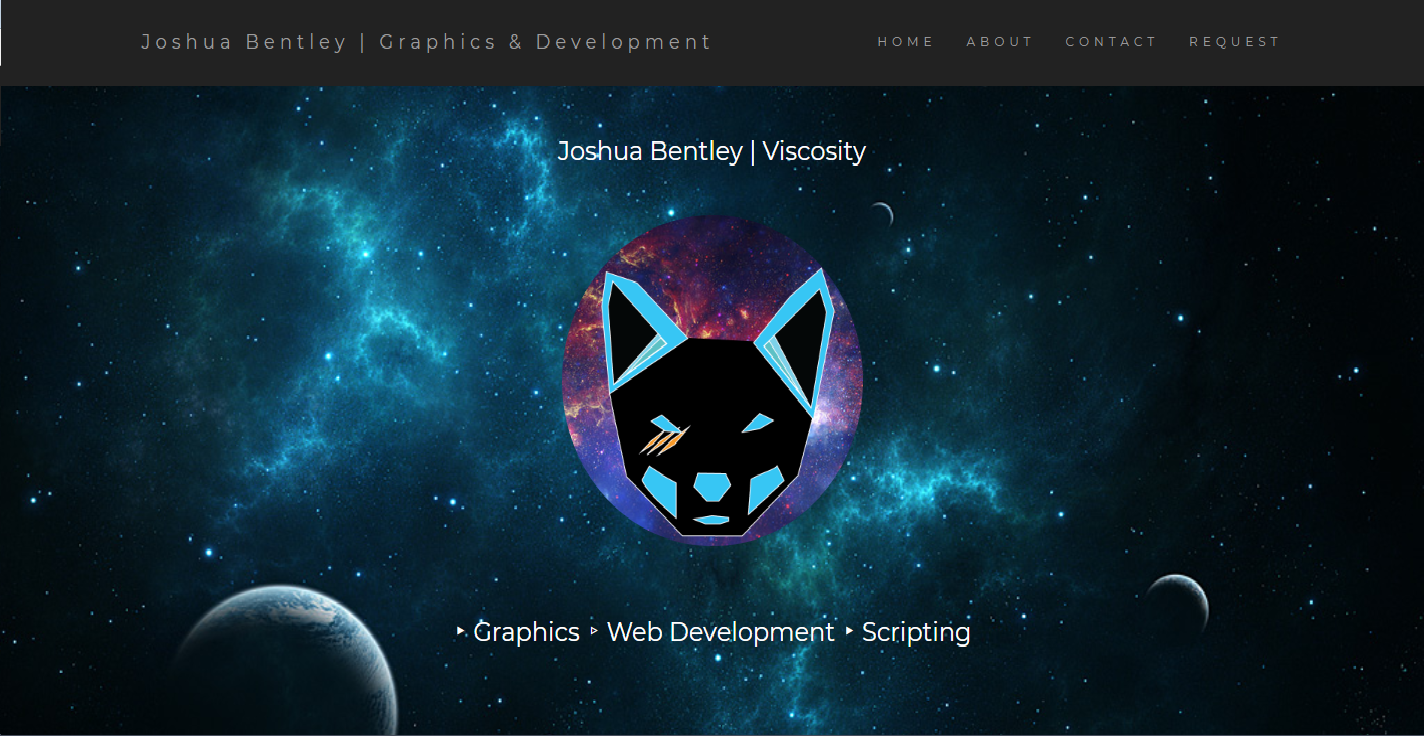 Joshua Bentley | Graphics & Development
HOME ABOUT CONTACT REQUEST
Joshua Bentley | Viscosity
‣ Graphics ▹ Web Development ‣ Scripting